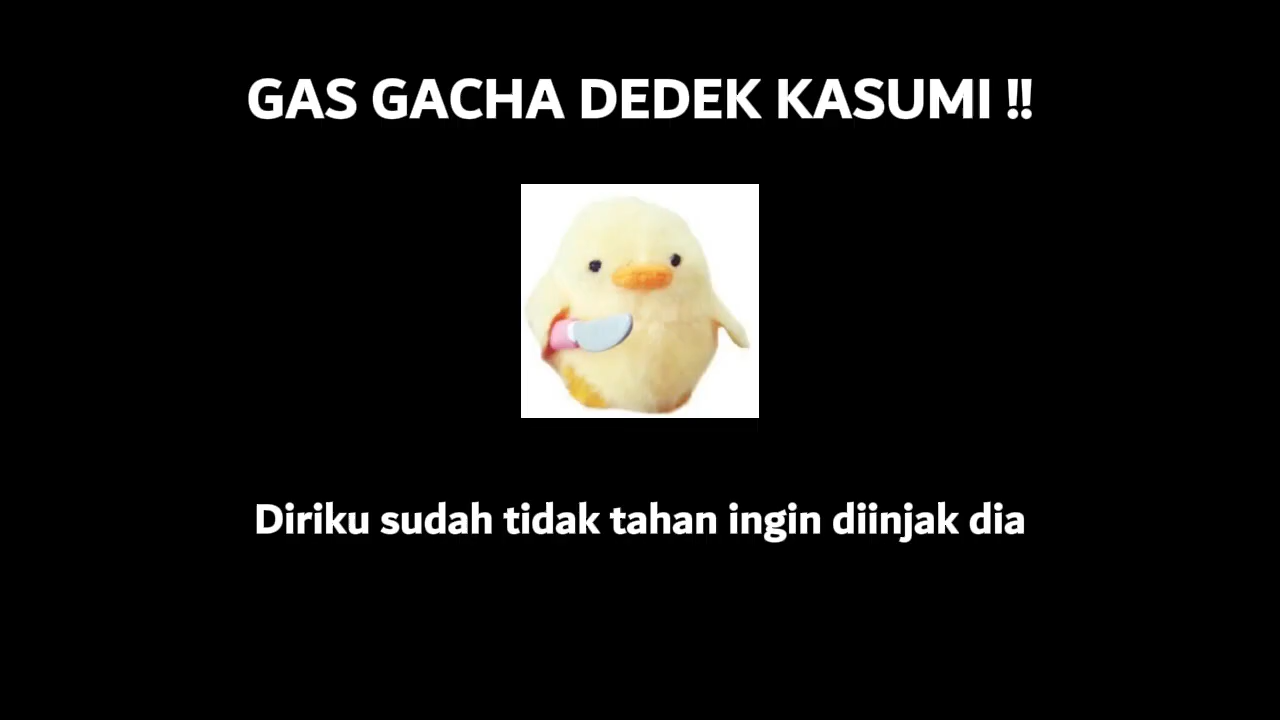 GAS GACHA DEDEK KASUMI !!
Diriku sudah tidak tahan ingin diinjak dia